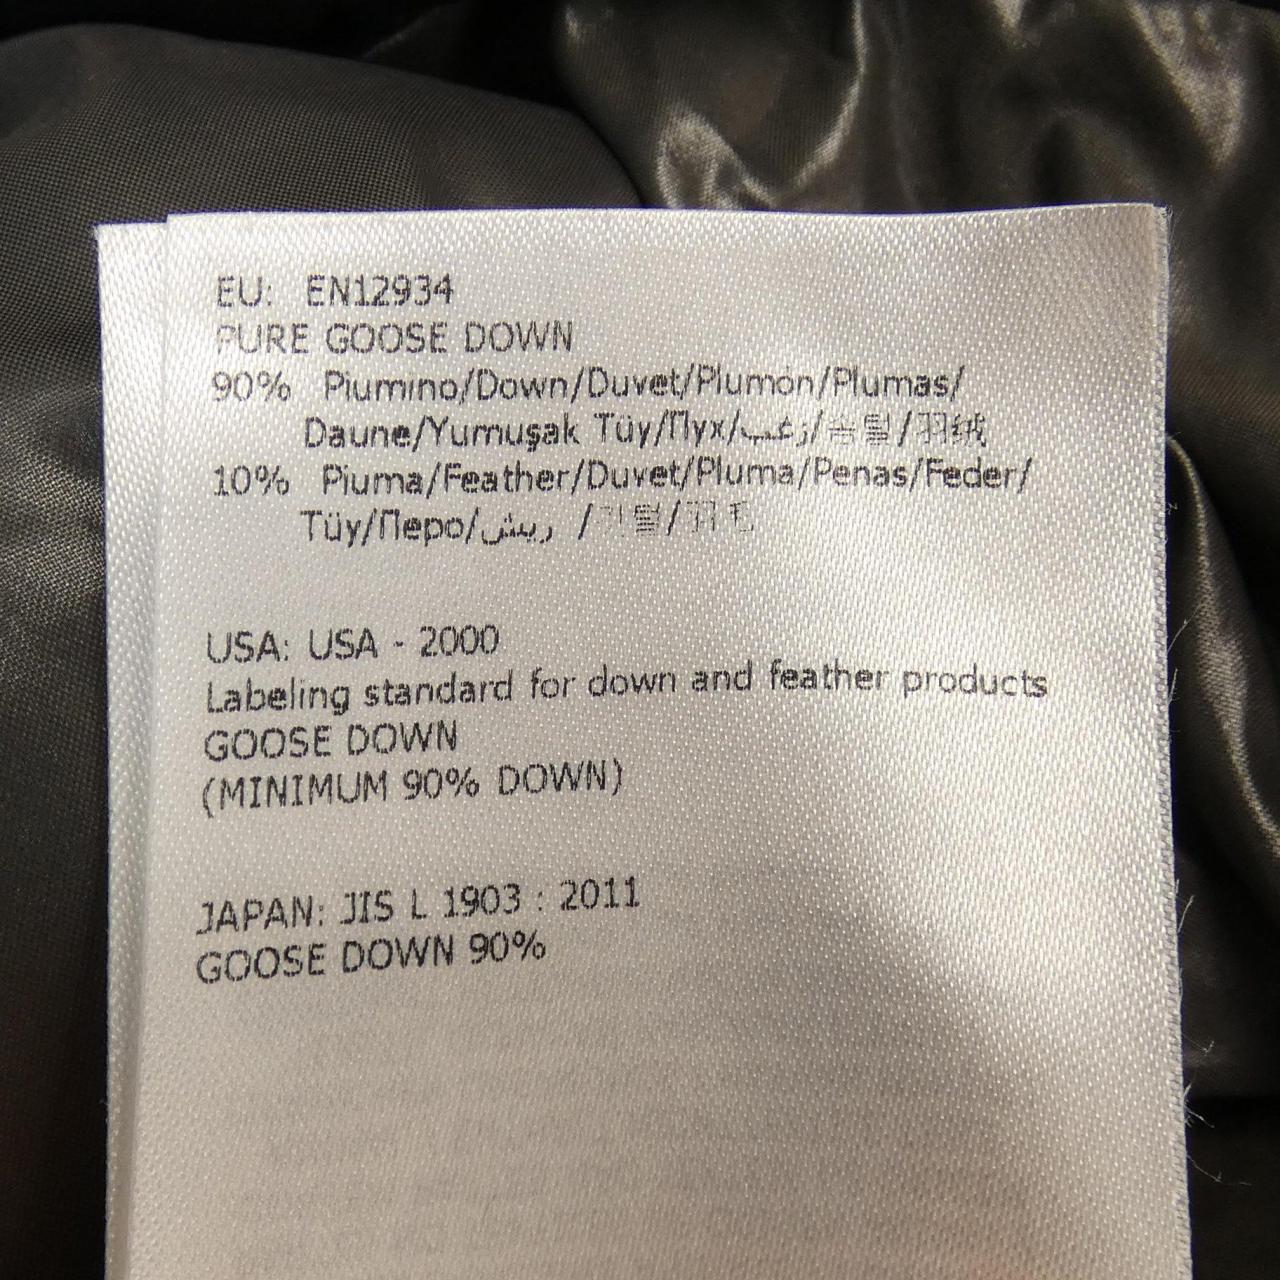 EU: EN12934
PURE GOOSE DOWN
90% Piumino/Down/Duvet/Plumón/Plumas/
Daune/Yumuşak Tüy/Пух/زغب/솜털/羽绒
10% Piuma/Feather/Duvet/Pluma/Penas/Feder/
Tüy/Перо/ريش /깃털/羽毛
USA: USA - 2000
Labeling standard for down and feather products
GOOSE DOWN
(MINIMUM 90% DOWN)
JAPAN: JIS L 1903 : 2011
GOOSE DOWN 90%